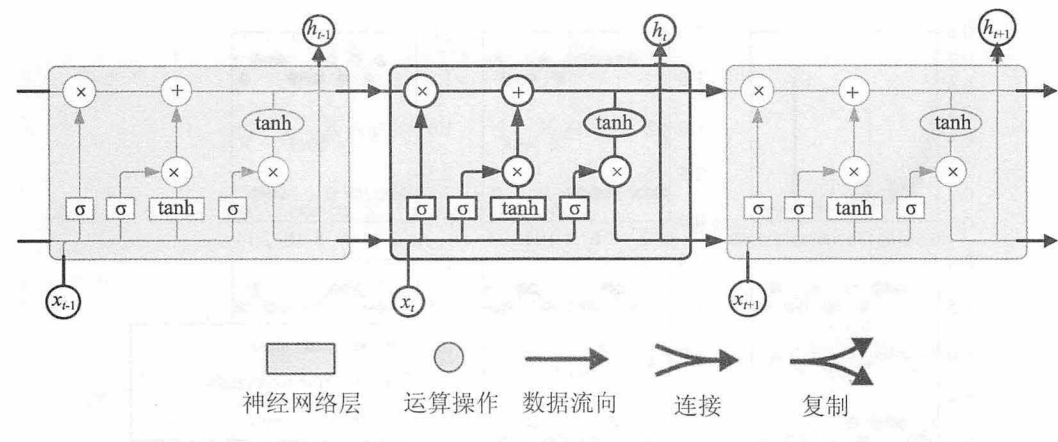 h_{t-1} h_t h_{t+1}
× + × + × +
tanh tanh tanh
× × × × × ×
σ σ tanh σ σ σ tanh σ σ σ tanh σ
x_{t-1} x_t x_{t+1}
神经网络层 运算操作 数据流向 连接 复制